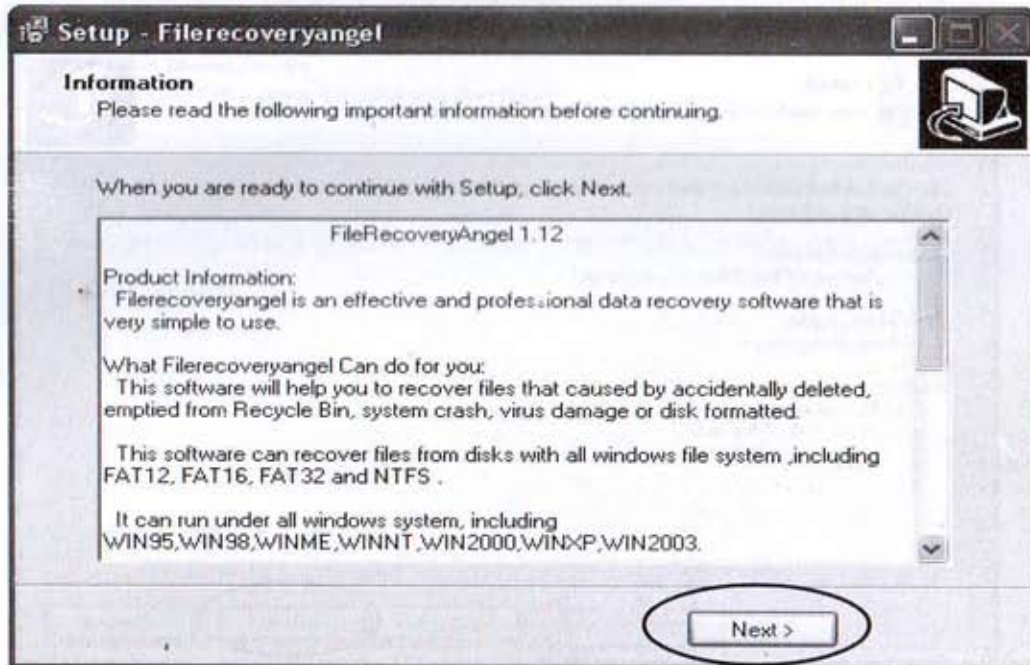 Setup - Filerecoveryangel
Information
Please read the following important information before continuing.
When you are ready to continue with Setup, click Next.
FileRecoveryAngel 1.12
Product Information:
Filerecoveryangel is an effective and professional data recovery software that is
very simple to use.
What Filerecoveryangel Can do for you:
This software will help you to recover files that caused by accidentally deleted,
emptied from Recycle Bin, system crash, virus damage or disk formatted.
This software can recover files from disks with all windows file system ,including
FAT12, FAT16, FAT32 and NTFS .
It can run under all windows system, including
WIN95,WIN98,WINME,WINNT,WIN2000,WINXP,WIN2003.
Next >